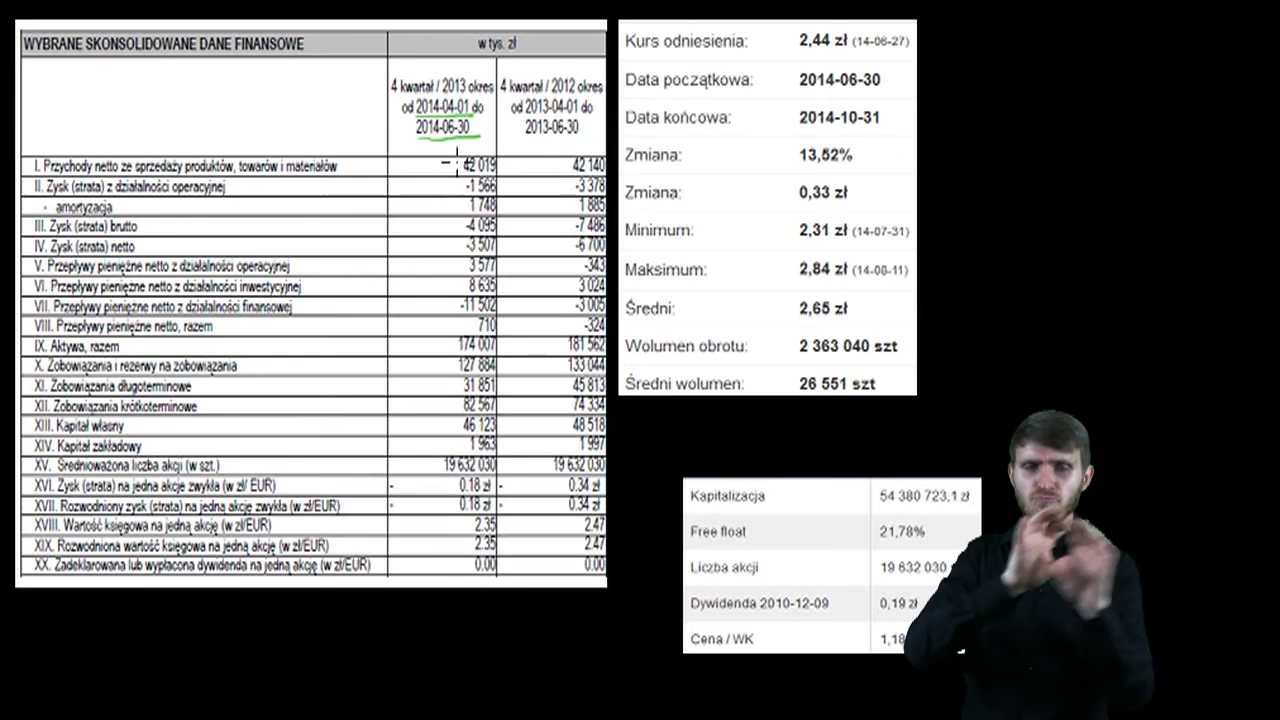 WYBRANE SKONSOLIDOWANE DANE FINANSOWE w tys. zł
4 kwartał / 2013 okres 4 kwartał / 2012 okres
od 2014-04-01 do od 2013-04-01 do
2014-06-30 2013-06-30
I. Przychody netto ze sprzedaży produktów, towarów i materiałów 42 019 42 140
II. Zysk (strata) z działalności operacyjnej -1 566 -3 378
- amortyzacja 1 748 1 885
III. Zysk (strata) brutto -4 095 -7 486
IV. Zysk (strata) netto -3 507 -6 700
V. Przepływy pieniężne netto z działalności operacyjnej 3 577 -343
VI. Przepływy pieniężne netto z działalności inwestycyjnej 8 635 3 024
VII. Przepływy pieniężne netto z działalności finansowej -11 502 -3 005
VIII. Przepływy pieniężne netto, razem 710 -324
IX. Aktywa, razem 174 007 181 562
X. Zobowiązania i rezerwy na zobowiązania 127 884 133 044
XI. Zobowiązania długoterminowe 31 851 45 813
XII. Zobowiązania krótkoterminowe 82 567 74 334
XIII. Kapitał własny 46 123 48 518
XIV. Kapitał zakładowy 1 963 1 997
XV. Średnioważona liczba akcji (w szt.) 19 632 030 19 632 030
XVI. Zysk (strata) na jedna akcję zwykła (w zł/ EUR) - 0.18 zł - 0.34 zł
XVII. Rozwodniony zysk (strata) na jedną akcję zwykła (w zł/EUR) - 0.18 zł - 0.34 zł
XVIII. Wartość księgowa na jedną akcję (w zł/EUR) 2.35 2.47
XIX. Rozwodniona wartość księgowa na jedną akcję (w zł/EUR) 2.35 2.47
XX. Zadeklarowana lub wypłacona dywidenda na jedną akcję (w zł/EUR) 0.00 0.00
Kurs odniesienia: 2,44 zł (14-06-27)
Data początkowa: 2014-06-30
Data końcowa: 2014-10-31
Zmiana: 13,52%
Zmiana: 0,33 zł
Minimum: 2,31 zł (14-07-31)
Maksimum: 2,84 zł (14-08-11)
Średni: 2,65 zł
Wolumen obrotu: 2 363 040 szt
Średni wolumen: 26 551 szt
Kapitalizacja 54 380 723,1 zł
Free float 21,78%
Liczba akcji 19 632 030
Dywidenda 2010-12-09 0,19 zł
Cena / WK 1,18